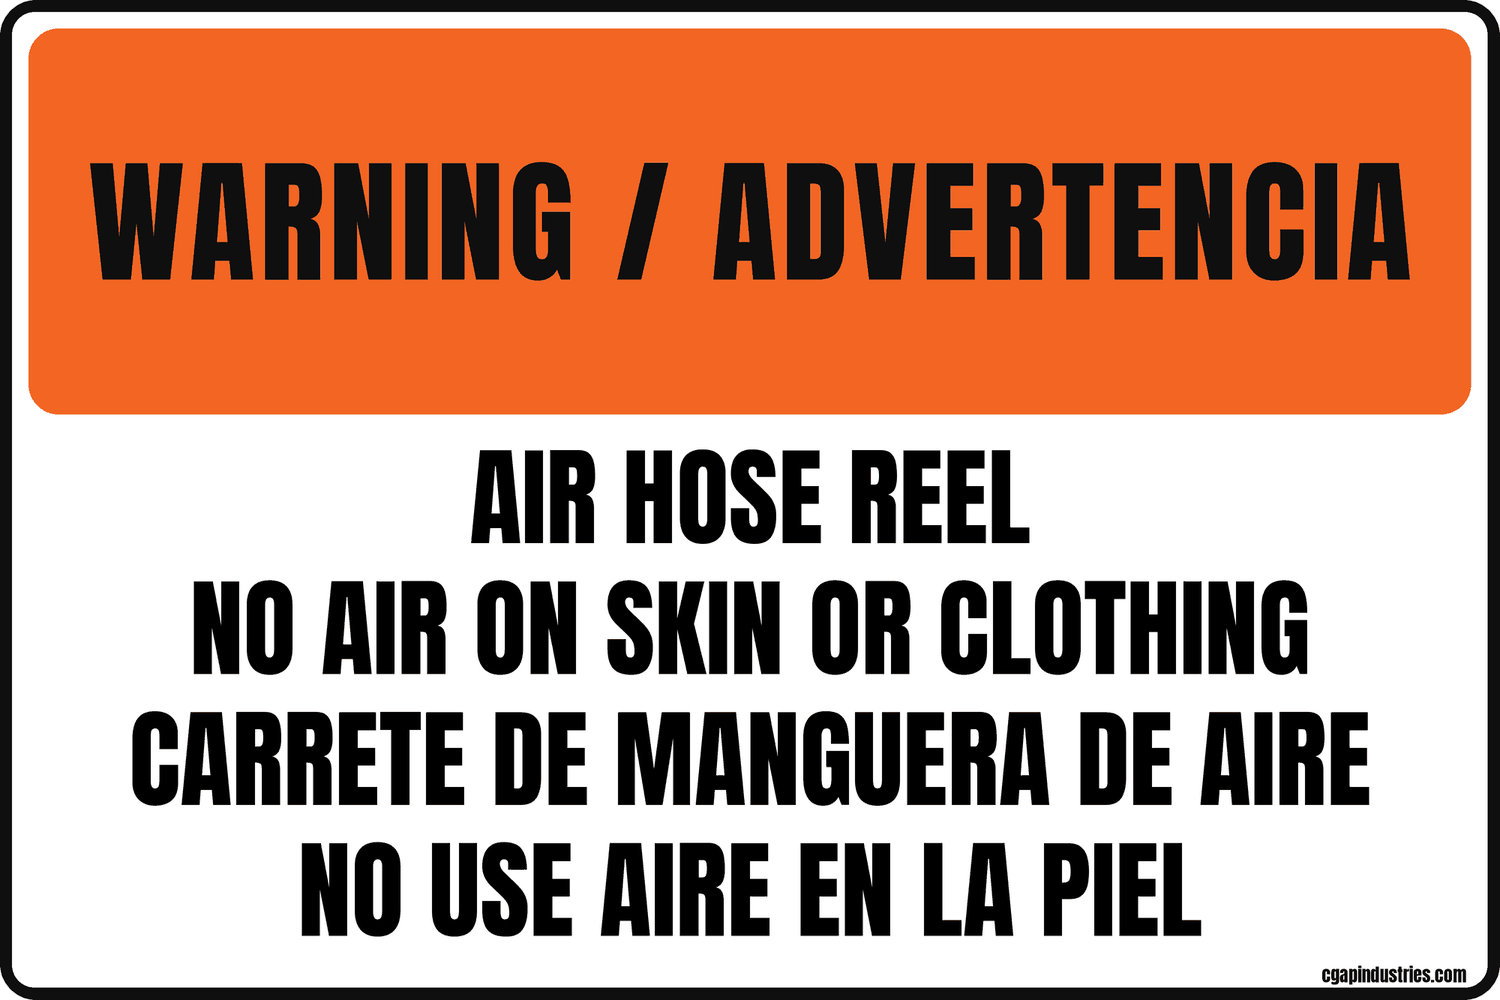 WARNING / ADVERTENCIA
AIR HOSE REEL
NO AIR ON SKIN OR CLOTHING
CARRETE DE MANGUERA DE AIRE
NO USE AIRE EN LA PIEL
cgapindustries.com